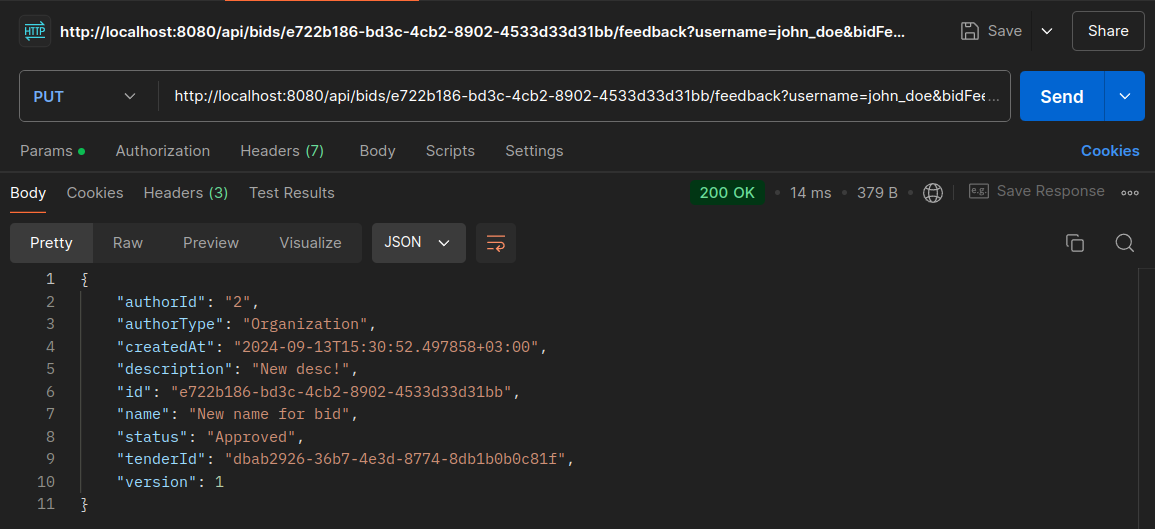 HTTP http://localhost:8080/api/bids/e722b186-bd3c-4cb2-8902-4533d33d31bb/feedback?username=john_doe&bidFe... Save Share
PUT http://localhost:8080/api/bids/e722b186-bd3c-4cb2-8902-4533d33d31bb/feedback?username=john_doe&bidFee... Send
Params Authorization Headers (7) Body Scripts Settings Cookies
Body Cookies Headers (3) Test Results 200 OK 14 ms 379 B e.g. Save Response
Pretty Raw Preview Visualize JSON
1 {
2 "authorId": "2",
3 "authorType": "Organization",
4 "createdAt": "2024-09-13T15:30:52.497858+03:00",
5 "description": "New desc!",
6 "id": "e722b186-bd3c-4cb2-8902-4533d33d31bb",
7 "name": "New name for bid",
8 "status": "Approved",
9 "tenderId": "dbab2926-36b7-4e3d-8774-8db1b0b0c81f",
10 "version": 1
11 }